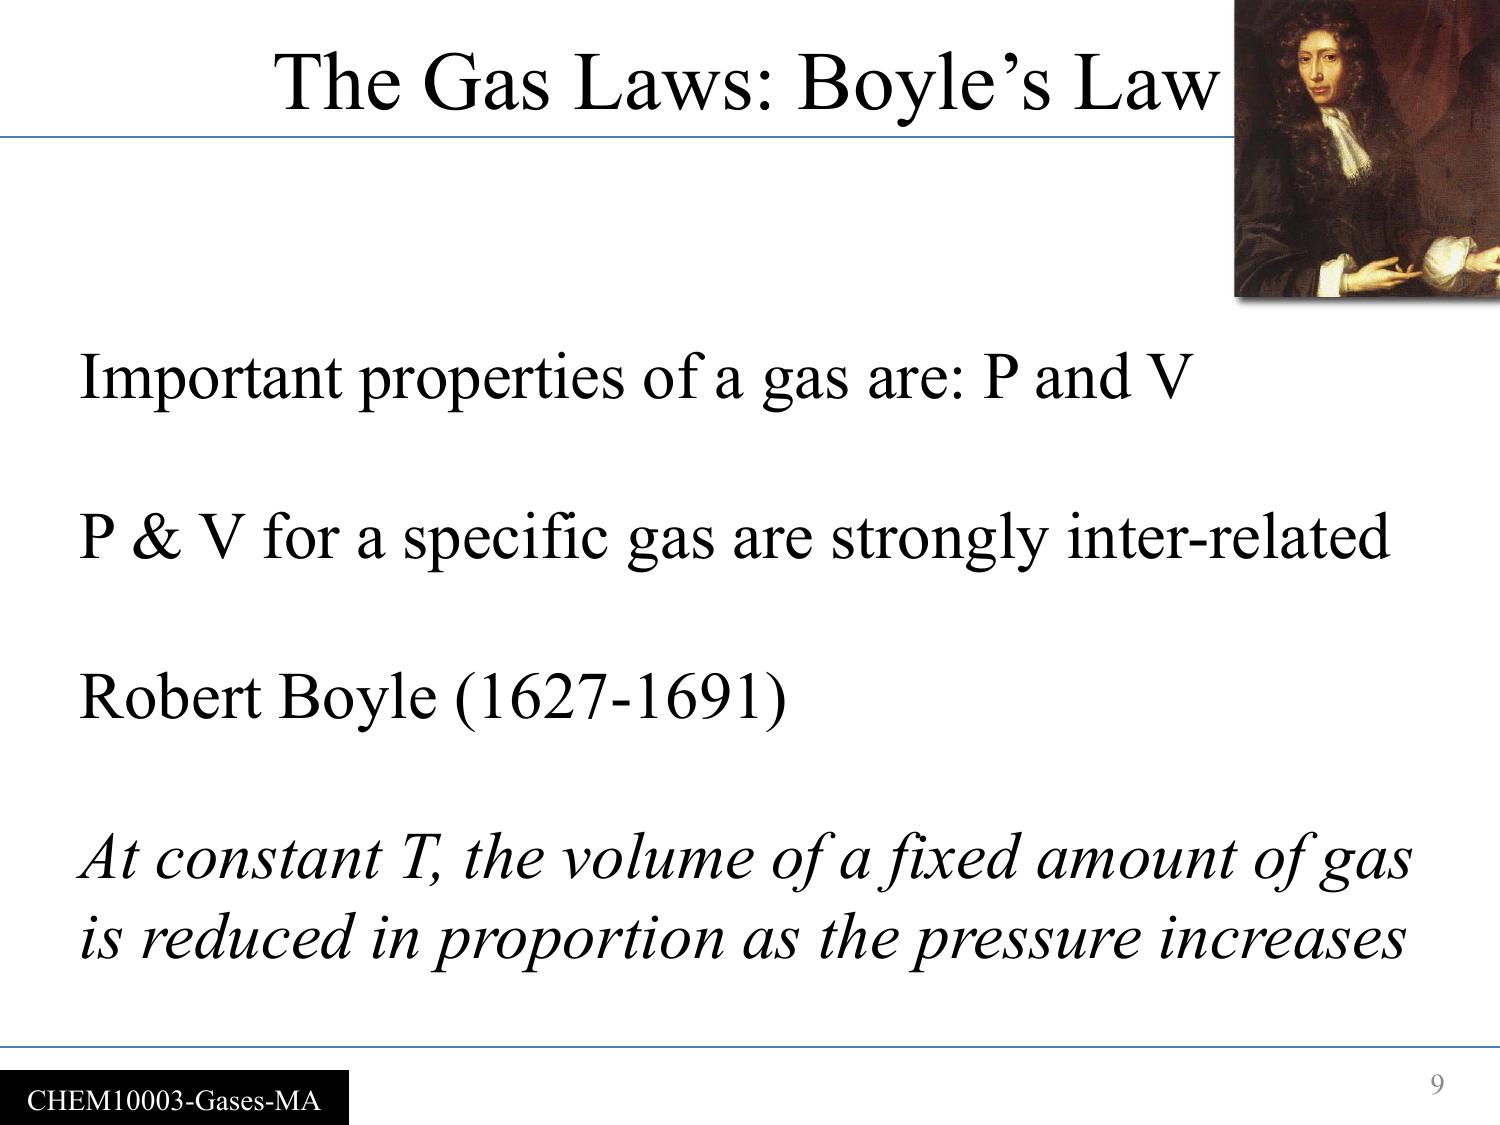 The Gas Laws: Boyle’s Law
Important properties of a gas are: P and V
P & V for a specific gas are strongly inter-related
Robert Boyle (1627-1691)
At constant T, the volume of a fixed amount of gas
is reduced in proportion as the pressure increases
CHEM10003-Gases-MA
9